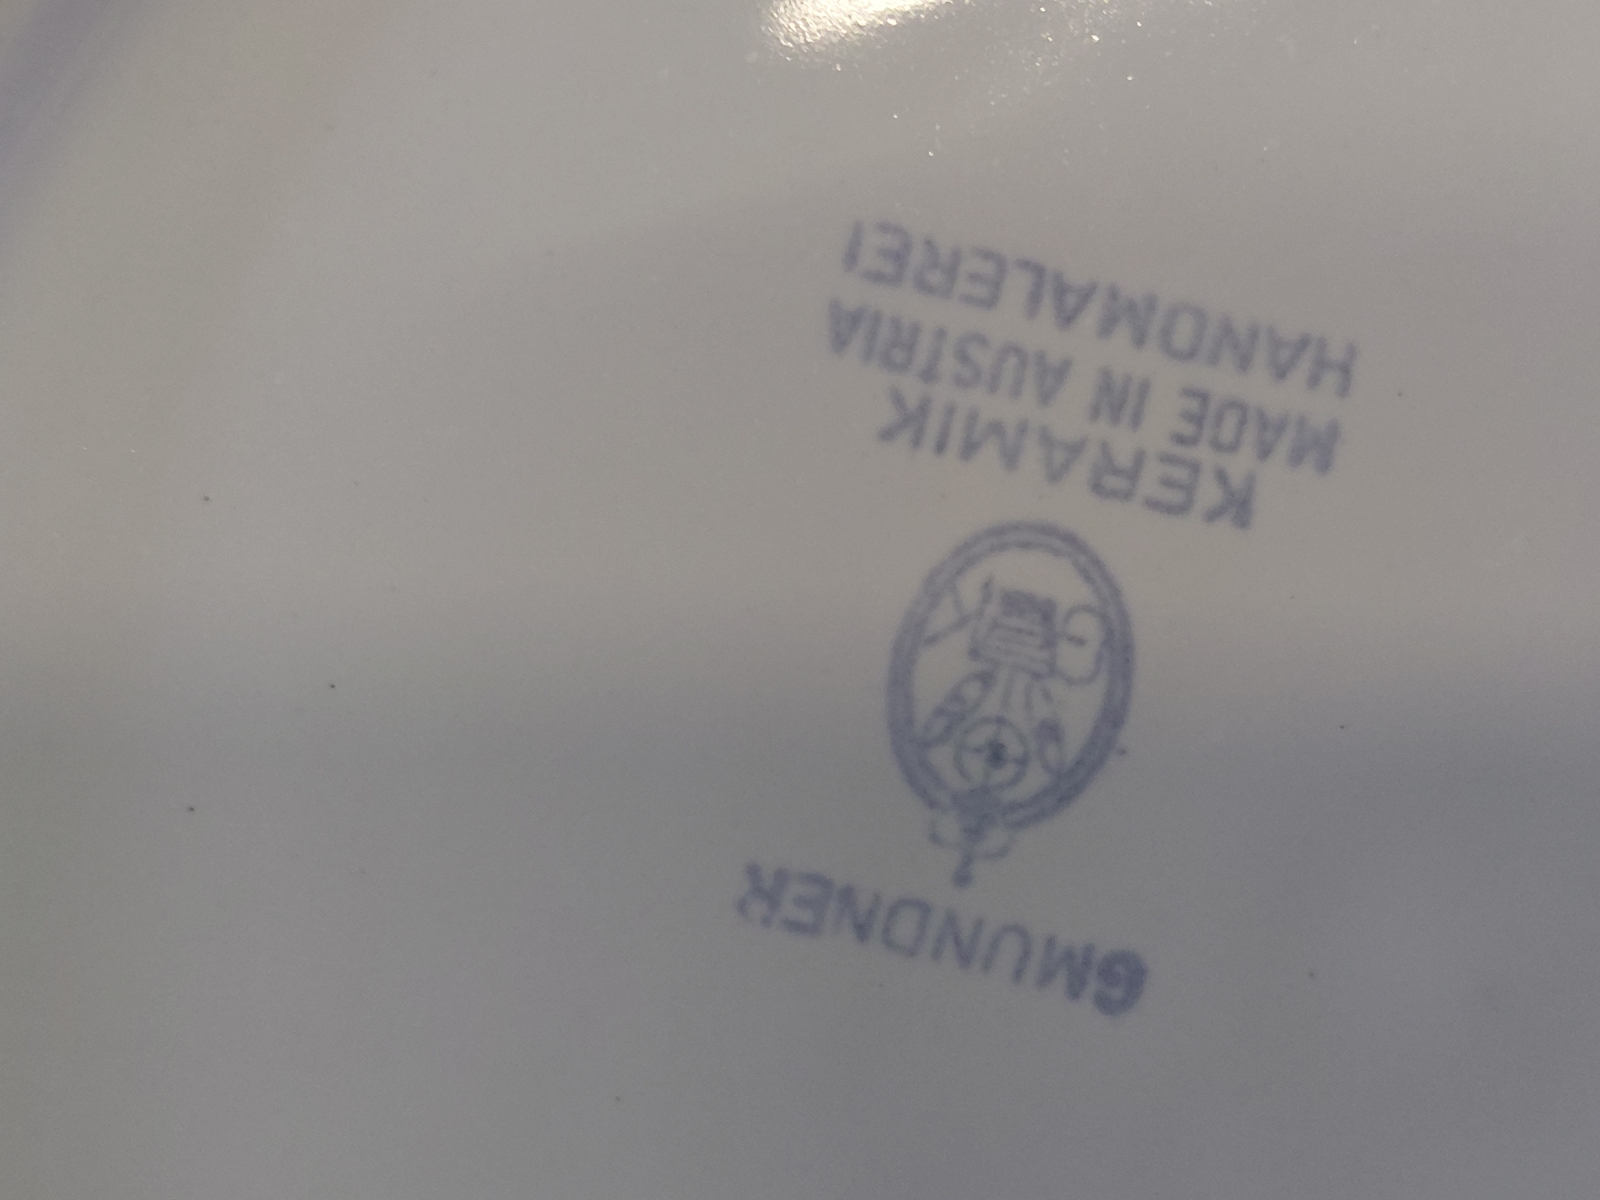 GMUNDNER
KERAMIK
MADE IN AUSTRIA
HANDMALEREI